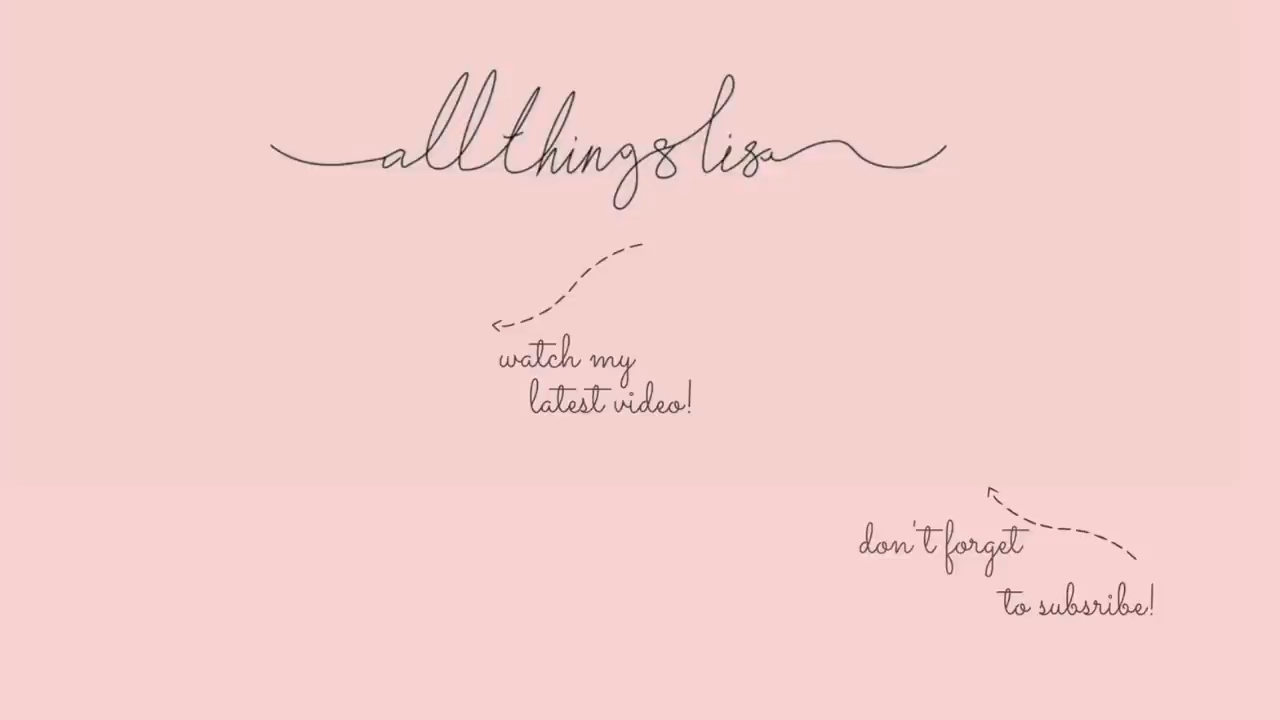 allthingslisa
watch my
latest video!
don't forget
to subsribe!